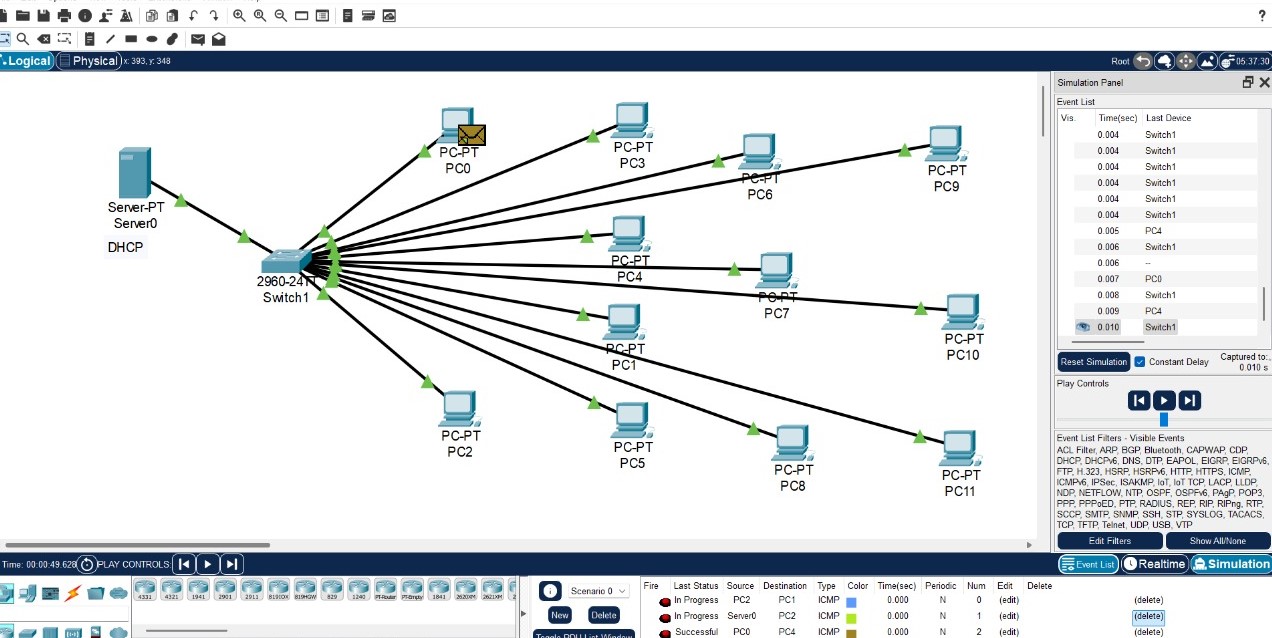 ?
Logical
Physical x: 393, y: 348
Root
05:37:30
Simulation Panel
Event List
Vis. Time(sec) Last Device
0.004 Switch1
0.004 Switch1
0.004 Switch1
0.004 Switch1
0.004 Switch1
0.004 Switch1
0.005 PC4
0.006 Switch1
0.006 --
0.007 PC0
0.008 Switch1
0.009 PC4
0.010 Switch1
Reset Simulation Constant Delay Captured to:
0.010 s
Play Controls
Event List Filters - Visible Events
ACL Filter, ARP, BGP, Bluetooth, CAPWAP, CDP,
DHCP, DHCPv6, DNS, DTP, EAPOL, EIGRP, EIGRPv6,
FTP, H.323, HSRP, HSRPv6, HTTP, HTTPS, ICMP,
ICMPv6, IPSec, ISAKMP, IoT, IoT TCP, LACP, LLDP,
NDP, NETFLOW, NTP, OSPF, OSPFv6, PAgP, POP3,
PPP, PPPoED, PTP, RADIUS, REP, RIP, RIPng, RTP,
SCCP, SMTP, SNMP, SSH, STP, SYSLOG, TACACS,
TCP, TFTP, Telnet, UDP, USB, VTP
Edit Filters Show All/None
Event List Realtime Simulation
Server-PT
Server0
DHCP
2960-24TT
Switch1
PC-PT
PC0
PC-PT
PC3
PC-PT
PC6
PC-PT
PC9
PC-PT
PC4
PC-PT
PC7
PC-PT
PC10
PC-PT
PC1
PC-PT
PC2
PC-PT
PC5
PC-PT
PC8
PC-PT
PC11
Time: 00:00:49.628 PLAY CONTROLS:
4331 4321 1941 2901 2911 819IOX 819HGW 829 1240 PT-Router PT-Empty 1841 2620XM 2621XM
Scenario 0
New Delete
Toggle PDU List Window
Fire Last Status Source Destination Type Color Time(sec) Periodic Num Edit Delete
In Progress PC2 PC1 ICMP 0.000 N 0 (edit) (delete)
In Progress Server0 PC2 ICMP 0.000 N 1 (edit) (delete)
Successful PC0 PC4 ICMP 0.000 N 2 (edit) (delete)